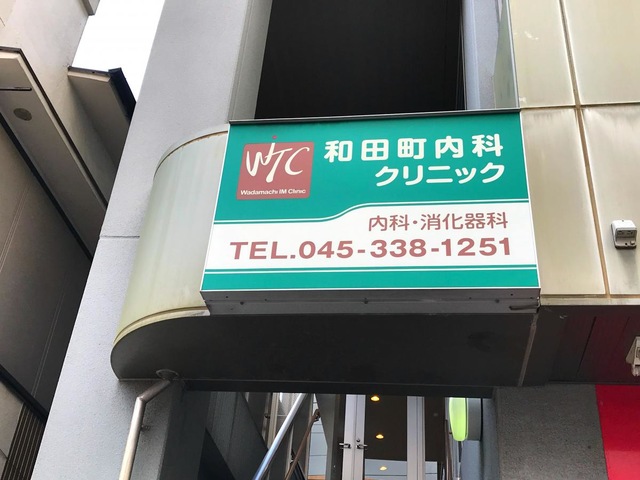 WTC
Wadamachi IM Clinic
和田町内科
クリニック
内科・消化器科
TEL.045-338-1251